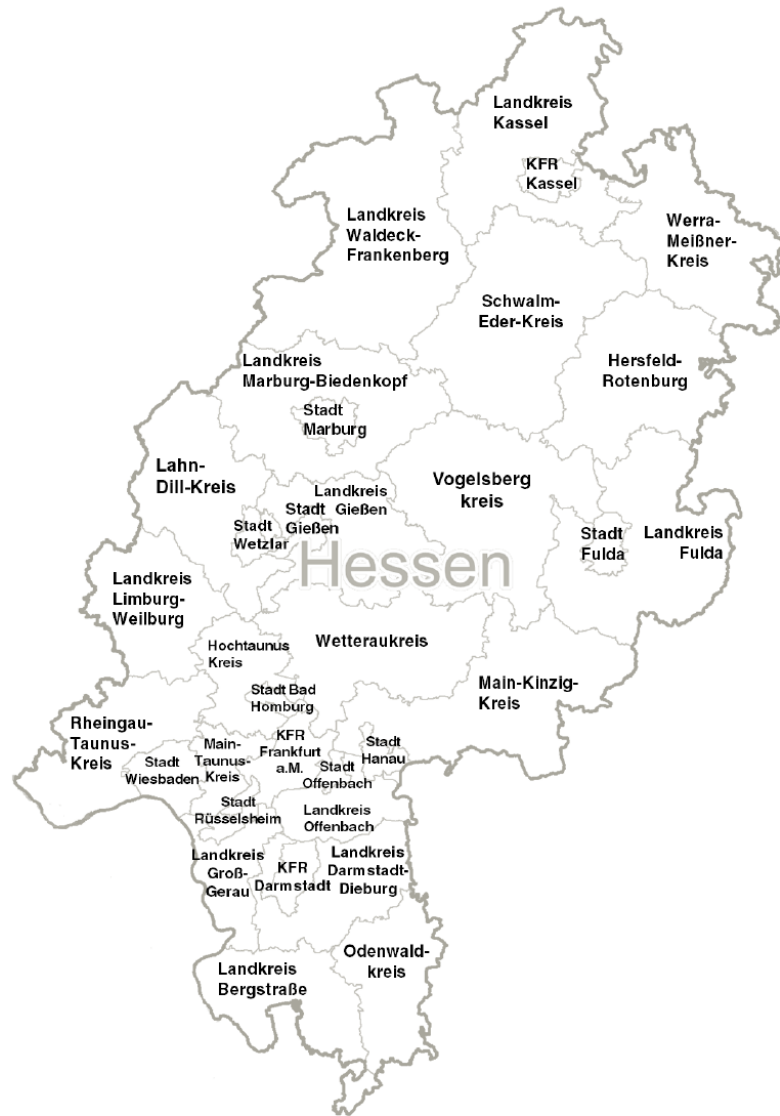 Landkreis
Kassel
KFR
Kassel
Landkreis
Waldeck-
Frankenberg
Werra-
Meißner-
Kreis
Schwalm-
Eder-Kreis
Landkreis
Marburg-Biedenkopf
Hersfeld-
Rotenburg
Stadt
Marburg
Lahn-
Dill-Kreis
Vogelsberg
kreis
Landkreis
Gießen
Stadt
Gießen
Stadt
Wetzlar
Stadt
Fulda
Landkreis
Fulda
Hessen
Landkreis
Limburg-
Weilburg
Hochtaunus
Kreis
Wetteraukreis
Main-Kinzig-
Kreis
Stadt Bad
Homburg
Rheingau-
Taunus-
Kreis
Stadt
Wiesbaden
Main-
Taunus-
Kreis
KFR
Frankfurt
a.M.
Stadt
Hanau
Stadt
Offenbach
Stadt
Rüsselsheim
Landkreis
Offenbach
Landkreis
Groß-
Gerau
KFR
Darmstadt
Landkreis
Darmstadt-
Dieburg
Odenwald-
kreis
Landkreis
Bergstraße